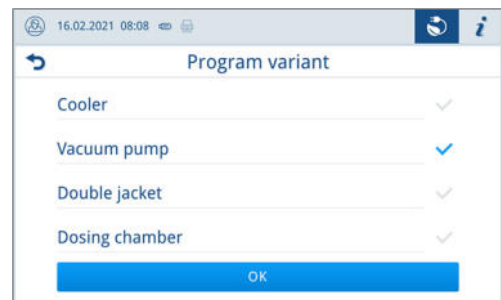 16.02.2021 08:08
i
Program variant
Cooler
Vacuum pump
Double jacket
Dosing chamber
OK